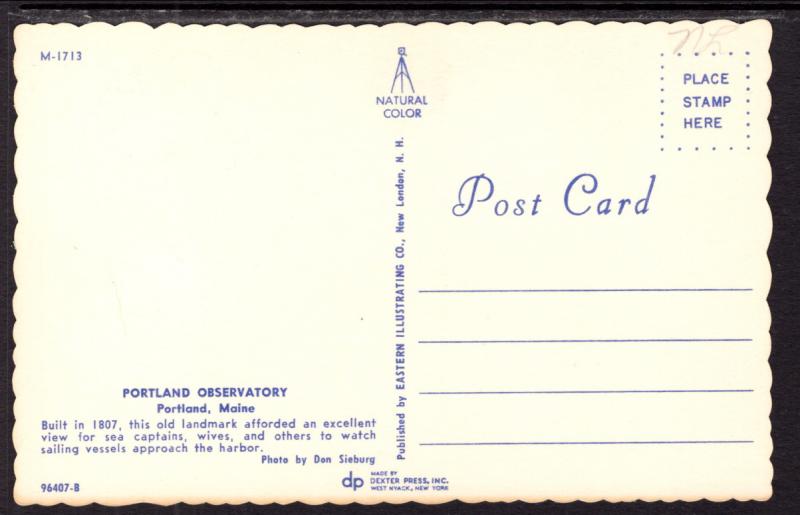 M-1713
NATURAL
COLOR
PLACE
STAMP
HERE
Post Card
Published by EASTERN ILLUSTRATING CO., New London, N. H.
PORTLAND OBSERVATORY
Portland, Maine
Built in 1807, this old landmark afforded an excellent
view for sea captains, wives, and others to watch
sailing vessels approach the harbor.
Photo by Don Sieburg
96407-B
dp
MADE BY
DEXTER PRESS, INC.
WEST NYACK, NEW YORK